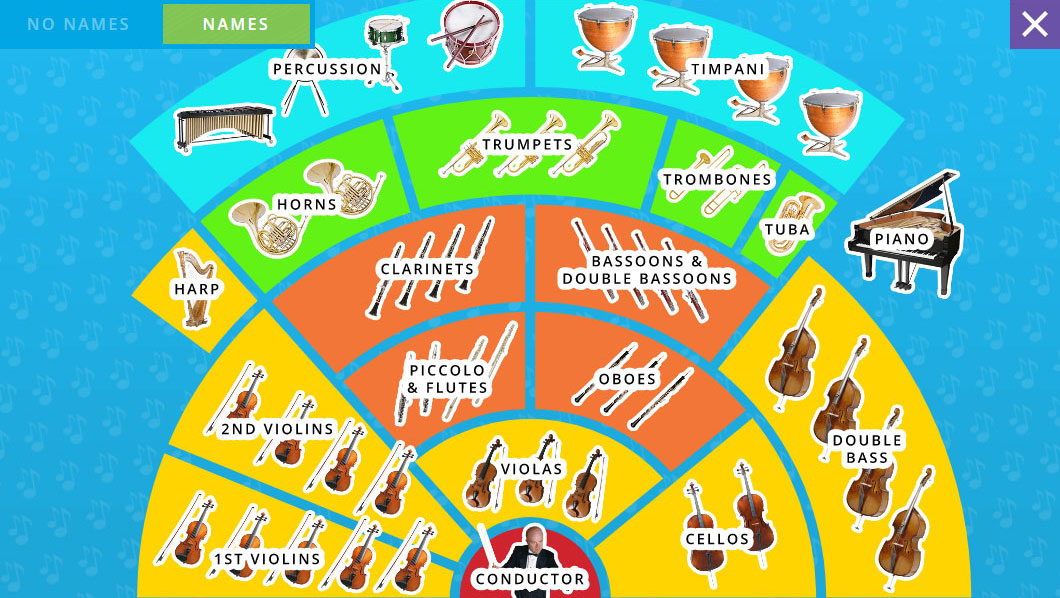 NO NAMES
NAMES
PERCUSSION
TIMPANI
TRUMPETS
TROMBONES
HORNS
TUBA
PIANO
CLARINETS
BASSOONS &
DOUBLE BASSOONS
HARP
PICCOLO
& FLUTES
OBOES
2ND VIOLINS
VIOLAS
DOUBLE
BASS
CELLOS
1ST VIOLINS
CONDUCTOR